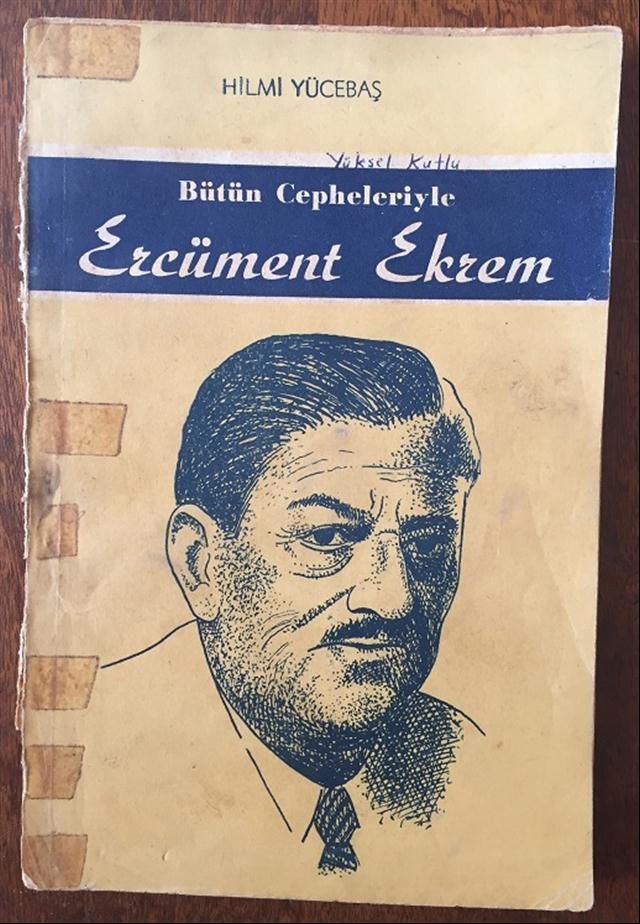 HİLMİ YÜCEBAŞ
Yüksel Kutlu
Bütün Cepheleriyle
Ercüment Ekrem